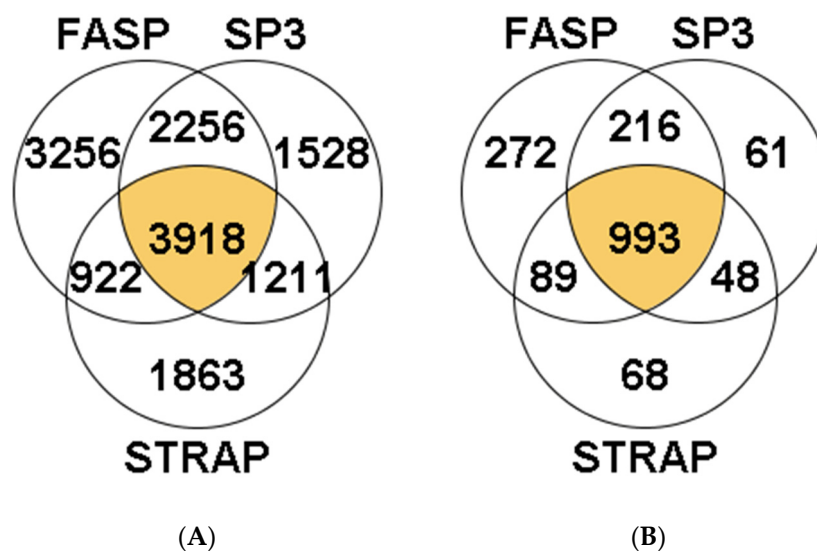 FASP SP3
3256 2256 1528
3918
922 1211
1863
STRAP
(A)
FASP SP3
272 216 61
993
89 48
68
STRAP
(B)